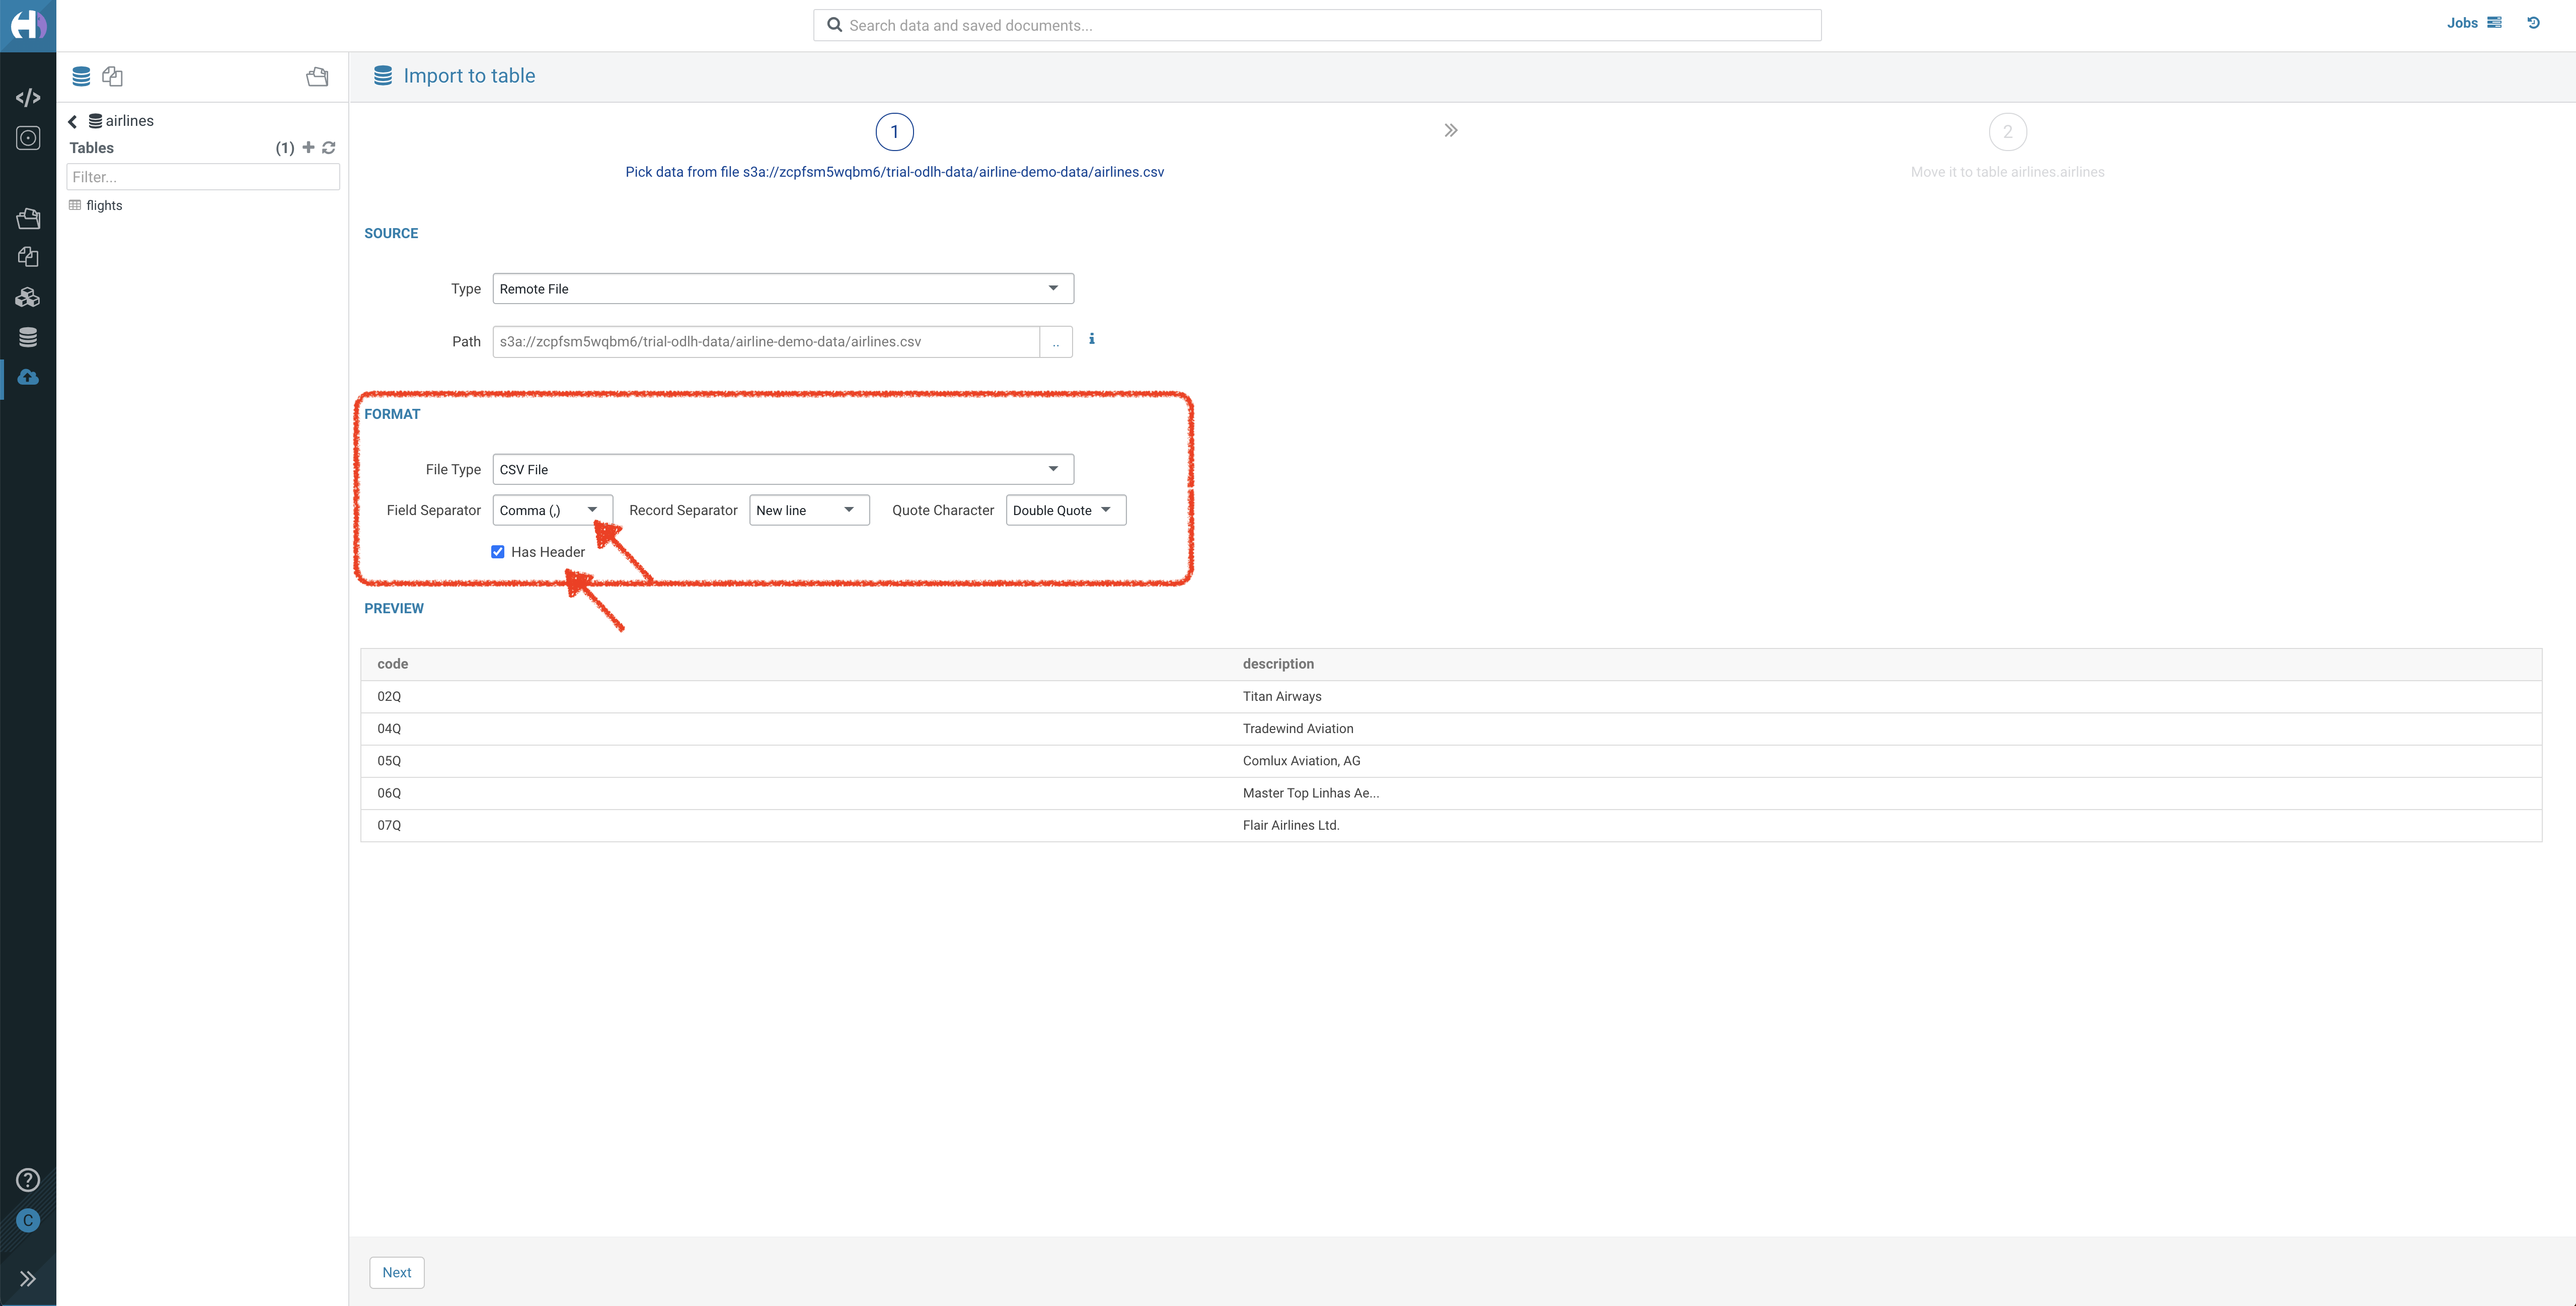 Search data and saved documents...
Jobs
Import to table
airlines
Tables (1)
Filter...
flights
1
2
Pick data from file s3a://zcpfsm5wqbm6/trial-odlh-data/airline-demo-data/airlines.csv
Move it to table airlines.airlines
SOURCE
Type Remote File
Path s3a://zcpfsm5wqbm6/trial-odlh-data/airline-demo-data/airlines.csv ..
FORMAT
File Type CSV File
Field Separator Comma (,) Record Separator New line Quote Character Double Quote
Has Header
PREVIEW
code description
02Q Titan Airways
04Q Tradewind Aviation
05Q Comlux Aviation, AG
06Q Master Top Linhas Ae...
07Q Flair Airlines Ltd.
C
Next